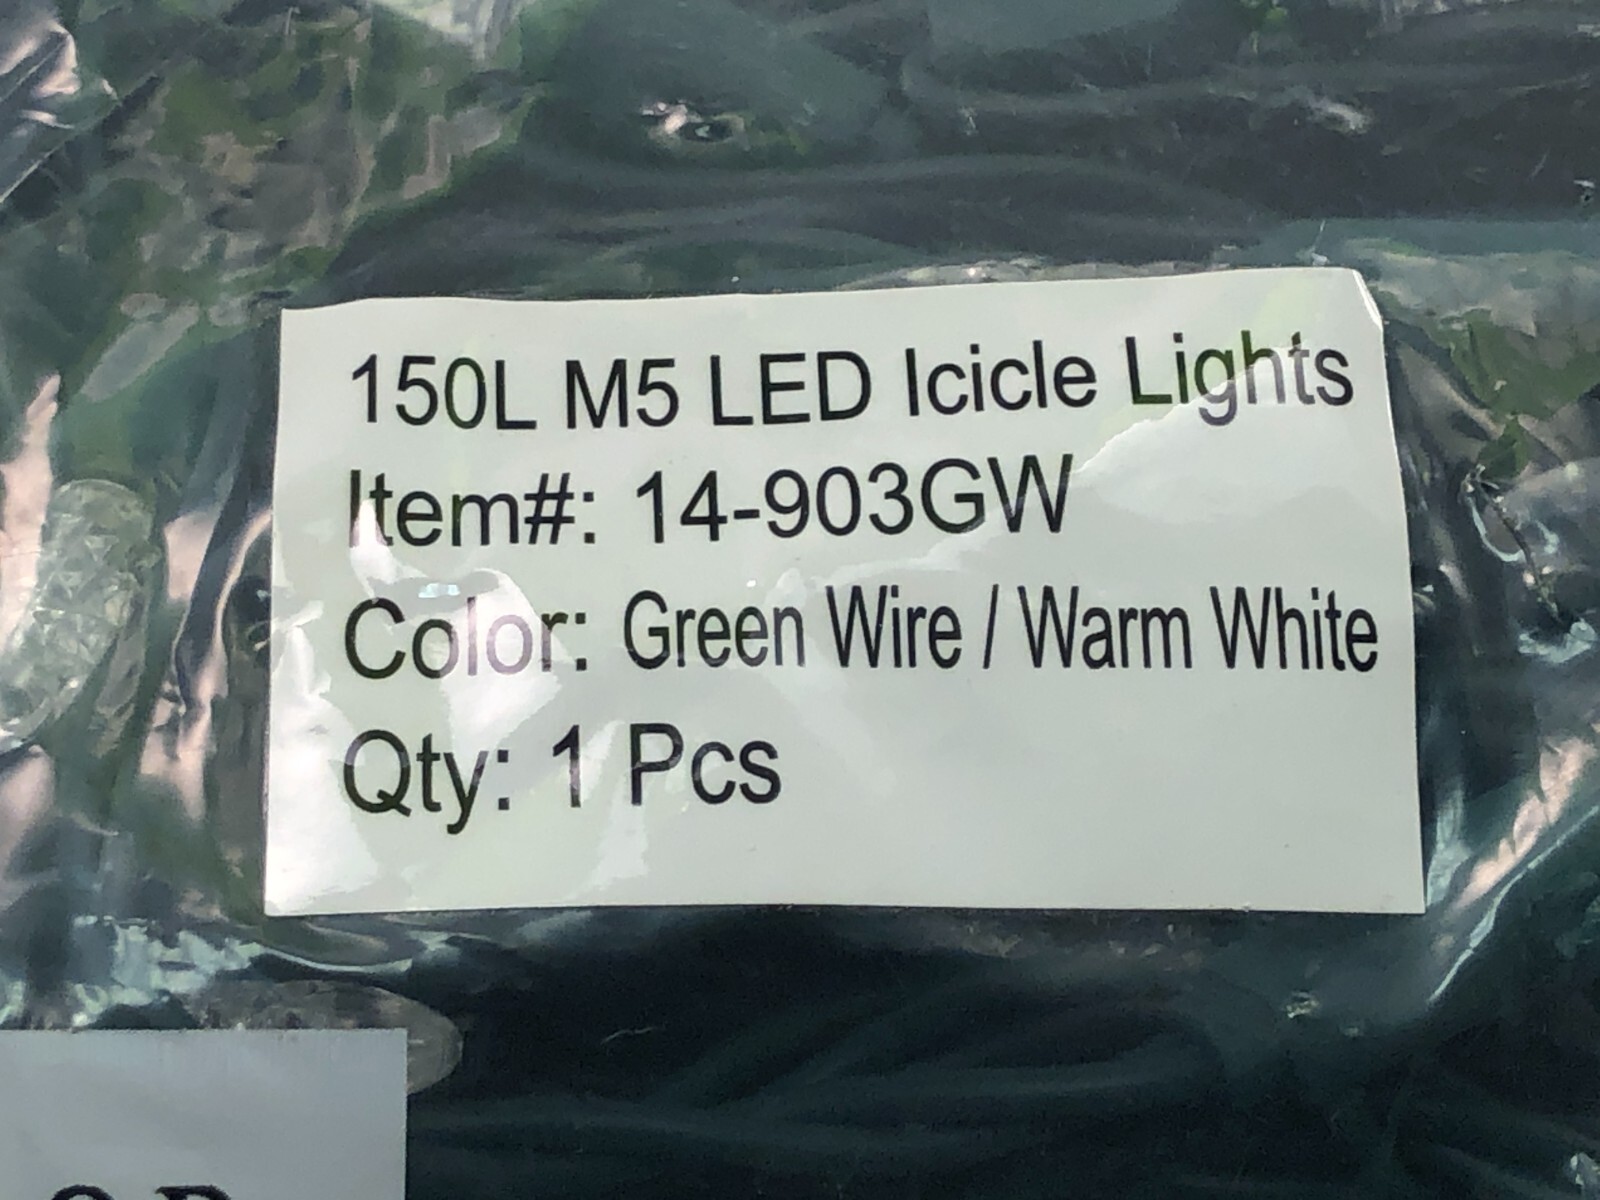 150L M5 LED Icicle Lights
Item#: 14-903GW
Color: Green Wire / Warm White
Qty: 1 Pcs